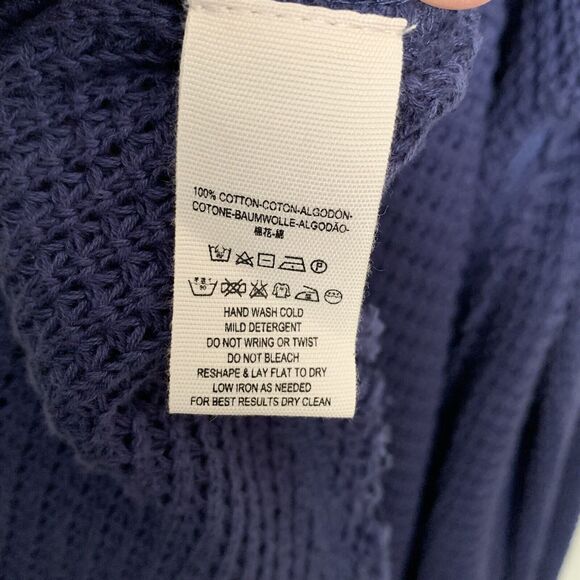 100% COTTON-COTON-ALGODÓN-
COTONE-BAUMWOLLE-ALGODÃO-
棉花-綿
P
HAND WASH COLD
MILD DETERGENT
DO NOT WRING OR TWIST
DO NOT BLEACH
RESHAPE & LAY FLAT TO DRY
LOW IRON AS NEEDED
FOR BEST RESULTS DRY CLEAN